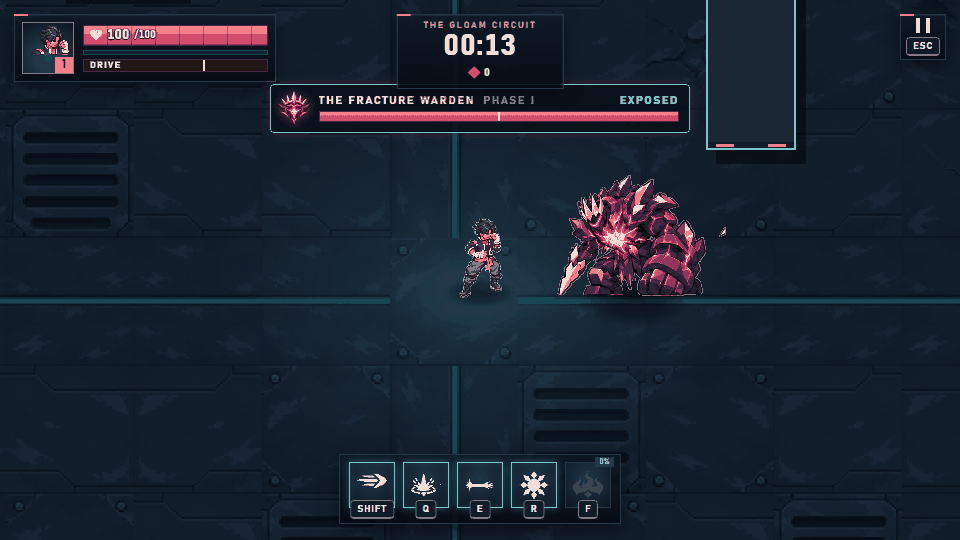 100 /100
1
DRIVE
THE GLOAM CIRCUIT
00:13
0
ESC
THE FRACTURE WARDEN PHASE I EXPOSED
0%
SHIFT Q E R F